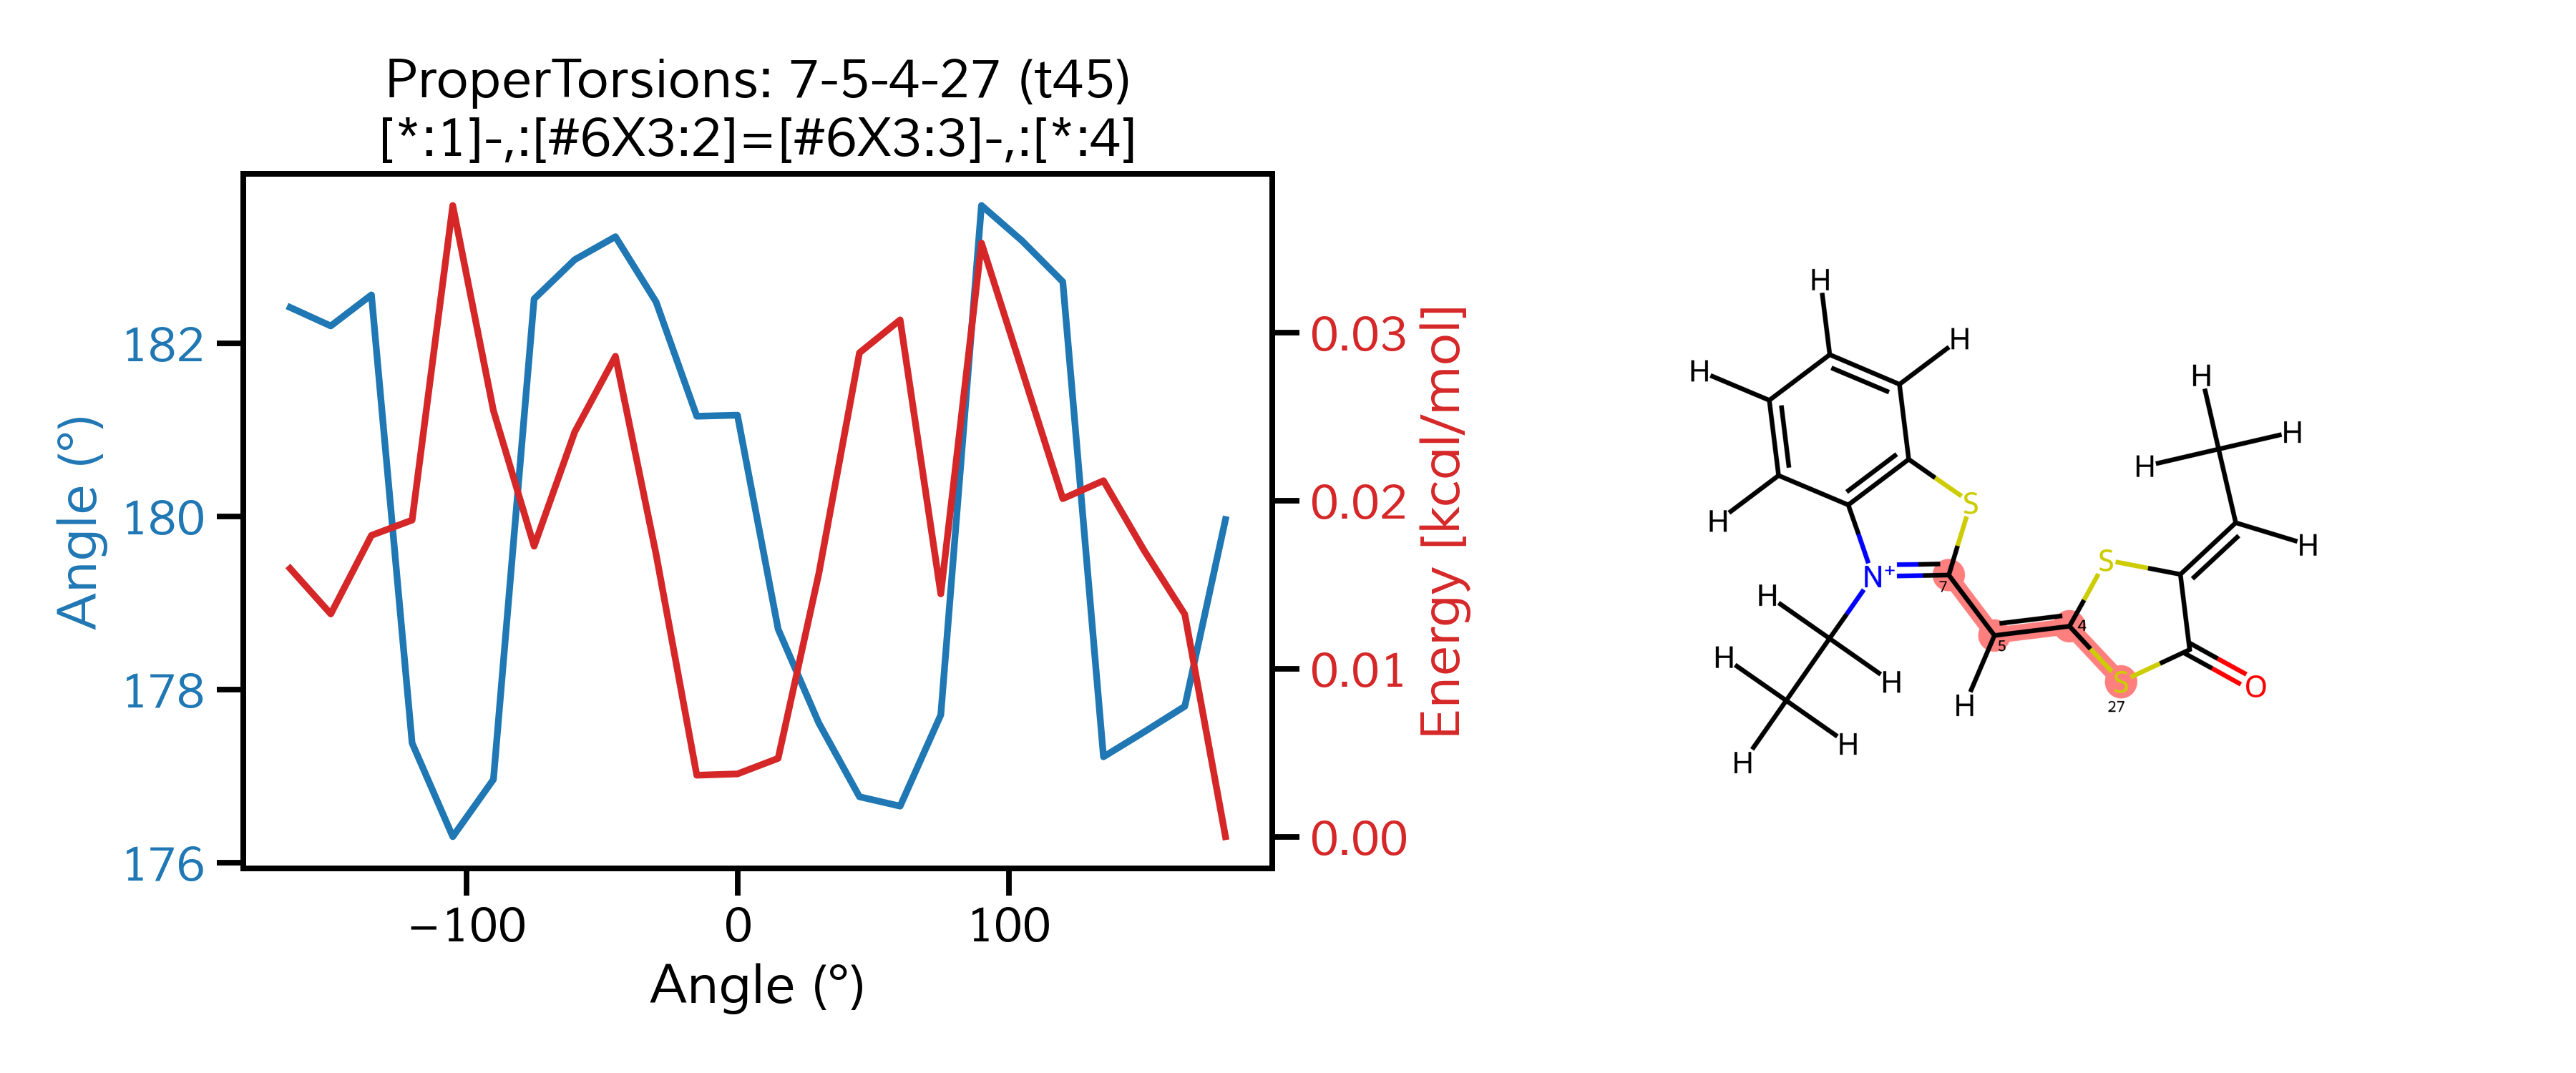 ProperTorsions: 7-5-4-27 (t45)
[*:1]-,:[#6X3:2]=[#6X3:3]-,:[*:4]
Angle (°)
182
180
178
176
−100
0
100
Angle (°)
0.03
0.02
0.01
0.00
Energy [kcal/mol]
H
H
H
H
H
H
H
S
S
H
N⁺
7
H
4
5
H
H
H
S
27
O
H
H
H